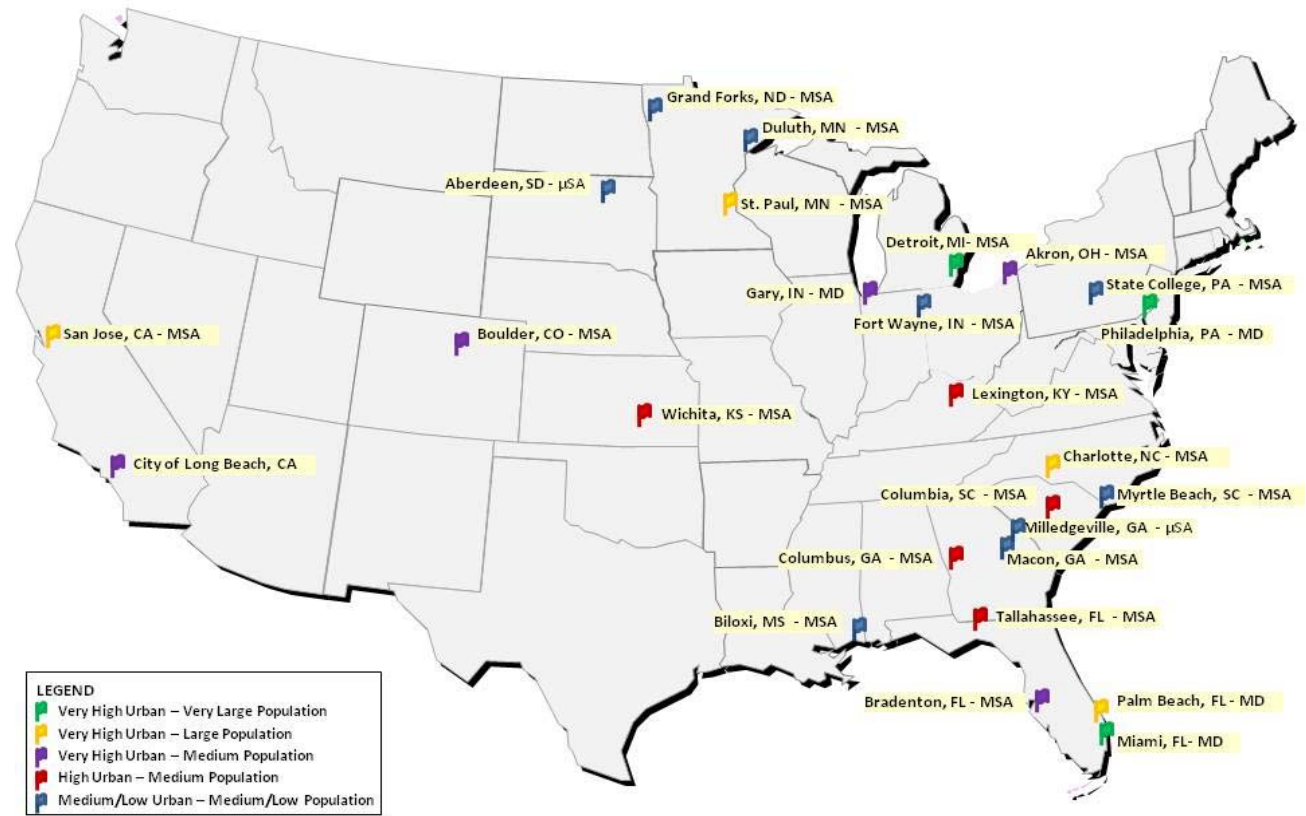 Grand Forks, ND - MSA
Duluth, MN - MSA
Aberdeen, SD - µSA
St. Paul, MN - MSA
Detroit, MI- MSA
Akron, OH - MSA
State College, PA - MSA
Gary, IN - MD
Fort Wayne, IN - MSA
Philadelphia, PA - MD
San Jose, CA - MSA
Boulder, CO - MSA
Lexington, KY - MSA
Wichita, KS - MSA
City of Long Beach, CA
Charlotte, NC - MSA
Columbia, SC - MSA
Myrtle Beach, SC - MSA
Milledgeville, GA - µSA
Columbus, GA - MSA
Macon, GA - MSA
Biloxi, MS - MSA
Tallahassee, FL - MSA
Bradenton, FL - MSA
Palm Beach, FL- MD
Miami, FL- MD
LEGEND
Very High Urban – Very Large Population
Very High Urban – Large Population
Very High Urban – Medium Population
High Urban – Medium Population
Medium/Low Urban – Medium/Low Population